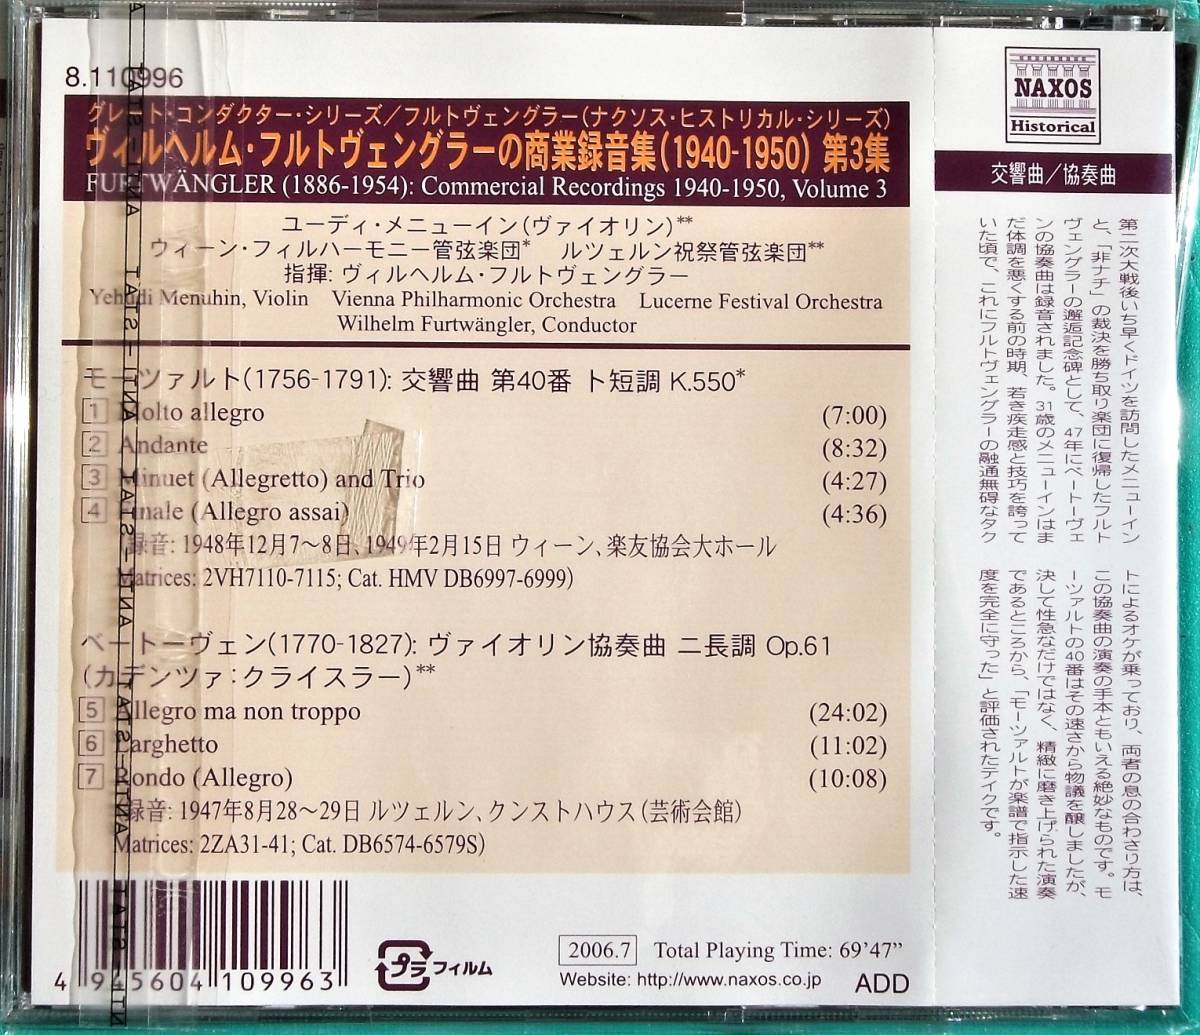 8.110996
グレート・コンダクター・シリーズ/フルトヴェングラー(ナクソス・ヒストリカル・シリーズ)
ヴィルヘルム・フルトヴェングラーの商業録音集(1940-1950) 第3集
FURTWÄNGLER (1886-1954): Commercial Recordings 1940-1950, Volume 3
ユーディ・メニューイン(ヴァイオリン)**
ウィーン・フィルハーモニー管弦楽団* ルツェルン祝祭管弦楽団**
指揮: ヴィルヘルム・フルトヴェングラー
Yehudi Menuhin, Violin Vienna Philharmonic Orchestra Lucerne Festival Orchestra
Wilhelm Furtwängler, Conductor
モーツァルト(1756-1791): 交響曲 第40番 ト短調 K.550*
1 Molto allegro (7:00)
2 Andante (8:32)
3 Minuet (Allegretto) and Trio (4:27)
4 Finale (Allegro assai) (4:36)
録音: 1948年12月7〜8日、1949年2月15日 ウィーン、楽友協会大ホール
Matrices: 2VH7110-7115; Cat. HMV DB6997-6999)
ベートーヴェン(1770-1827): ヴァイオリン協奏曲 ニ長調 Op.61
(カデンツァ:クライスラー)**
5 Allegro ma non troppo (24:02)
6 Larghetto (11:02)
7 Rondo (Allegro) (10:08)
録音: 1947年8月28〜29日 ルツェルン、クンストハウス(芸術会館)
Matrices: 2ZA31-41; Cat. DB6574-6579S)
4 945604 109963
プラ フィルム
2006.7 Total Playing Time: 69'47”
Website: http://www.naxos.co.jp ADD
NAXOS
Historical
交響曲/協奏曲
第二次大戦後いち早くドイツを訪問したメニューイン
と、「非ナチ」の裁決を勝ち取り楽団に復帰したフルト
ヴェングラーの邂逅記念碑として、47年にベートーヴェ
ンの協奏曲は録音されました。31歳のメニューインはま
だ体調を悪くする前の時期、若き疾走感と技巧を誇って
いた頃で、これにフルトヴェングラーの融通無碍なタク
トによるオケが乗っており、両者の息の合わさり方は、
この協奏曲の演奏の手本ともいえる絶妙なものです。モ
ーツァルトの40番はその速さから物議を醸しましたが、
決して性急なだけではなく、精緻に磨き上げられた演奏
であるところから、「モーツァルトが楽譜で指示した速
度を完全に守った」と評価されたテイクです。